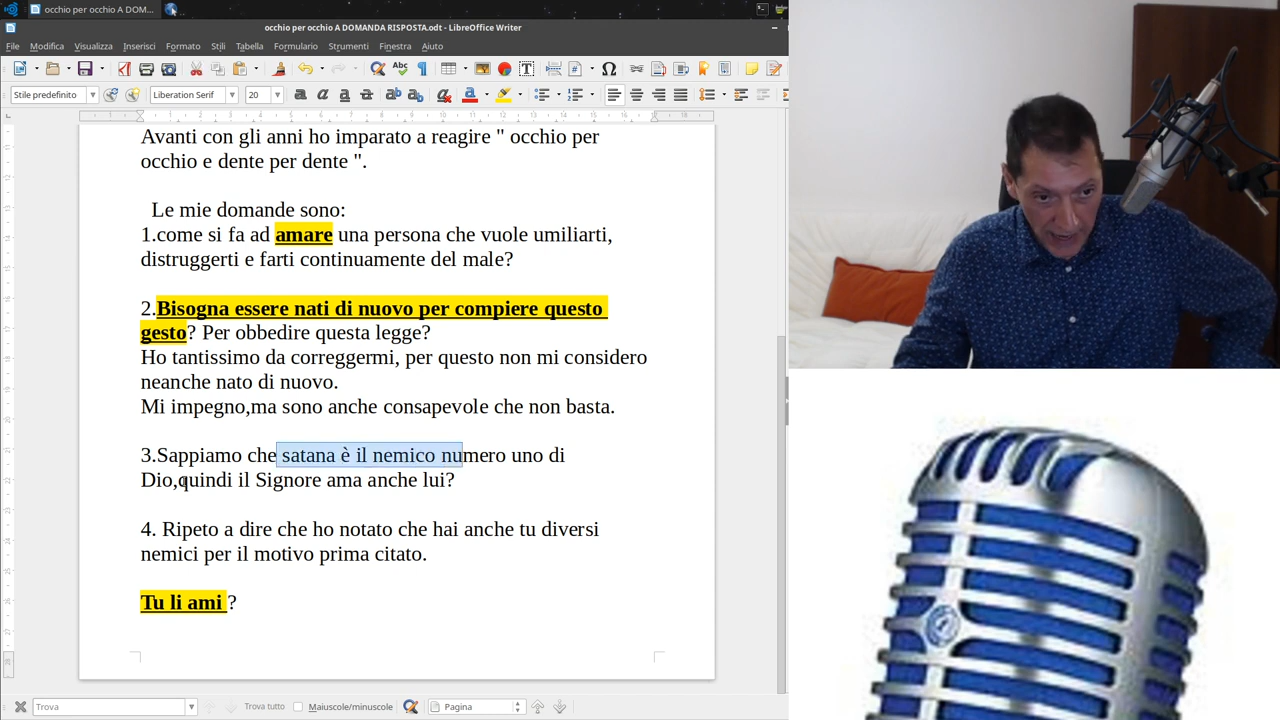 occhio per occhio A DOM...
occhio per occhio A DOMANDA RISPOSTA.odt - LibreOffice Writer
File Modifica Visualizza Inserisci Formato Stili Tabella Formulario Strumenti Finestra Aiuto
Stile predefinito Liberation Serif 20
Avanti con gli anni ho imparato a reagire " occhio per
occhio e dente per dente ".
Le mie domande sono:
1.come si fa ad amare una persona che vuole umiliarti,
distruggerti e farti continuamente del male?
2.Bisogna essere nati di nuovo per compiere questo
gesto? Per obbedire questa legge?
Ho tantissimo da correggermi, per questo non mi considero
neanche nato di nuovo.
Mi impegno,ma sono anche consapevole che non basta.
3.Sappiamo che satana è il nemico numero uno di
Dio,quindi il Signore ama anche lui?
4. Ripeto a dire che ho notato che hai anche tu diversi
nemici per il motivo prima citato.
Tu li ami ?
Trova Trova tutto Maiuscole/minuscole Pagina